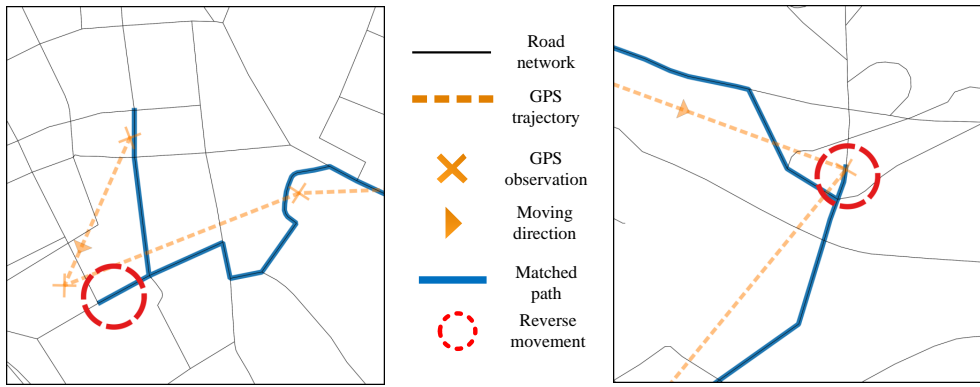 Road
network
GPS
trajectory
GPS
observation
Moving
direction
Matched
path
Reverse
movement